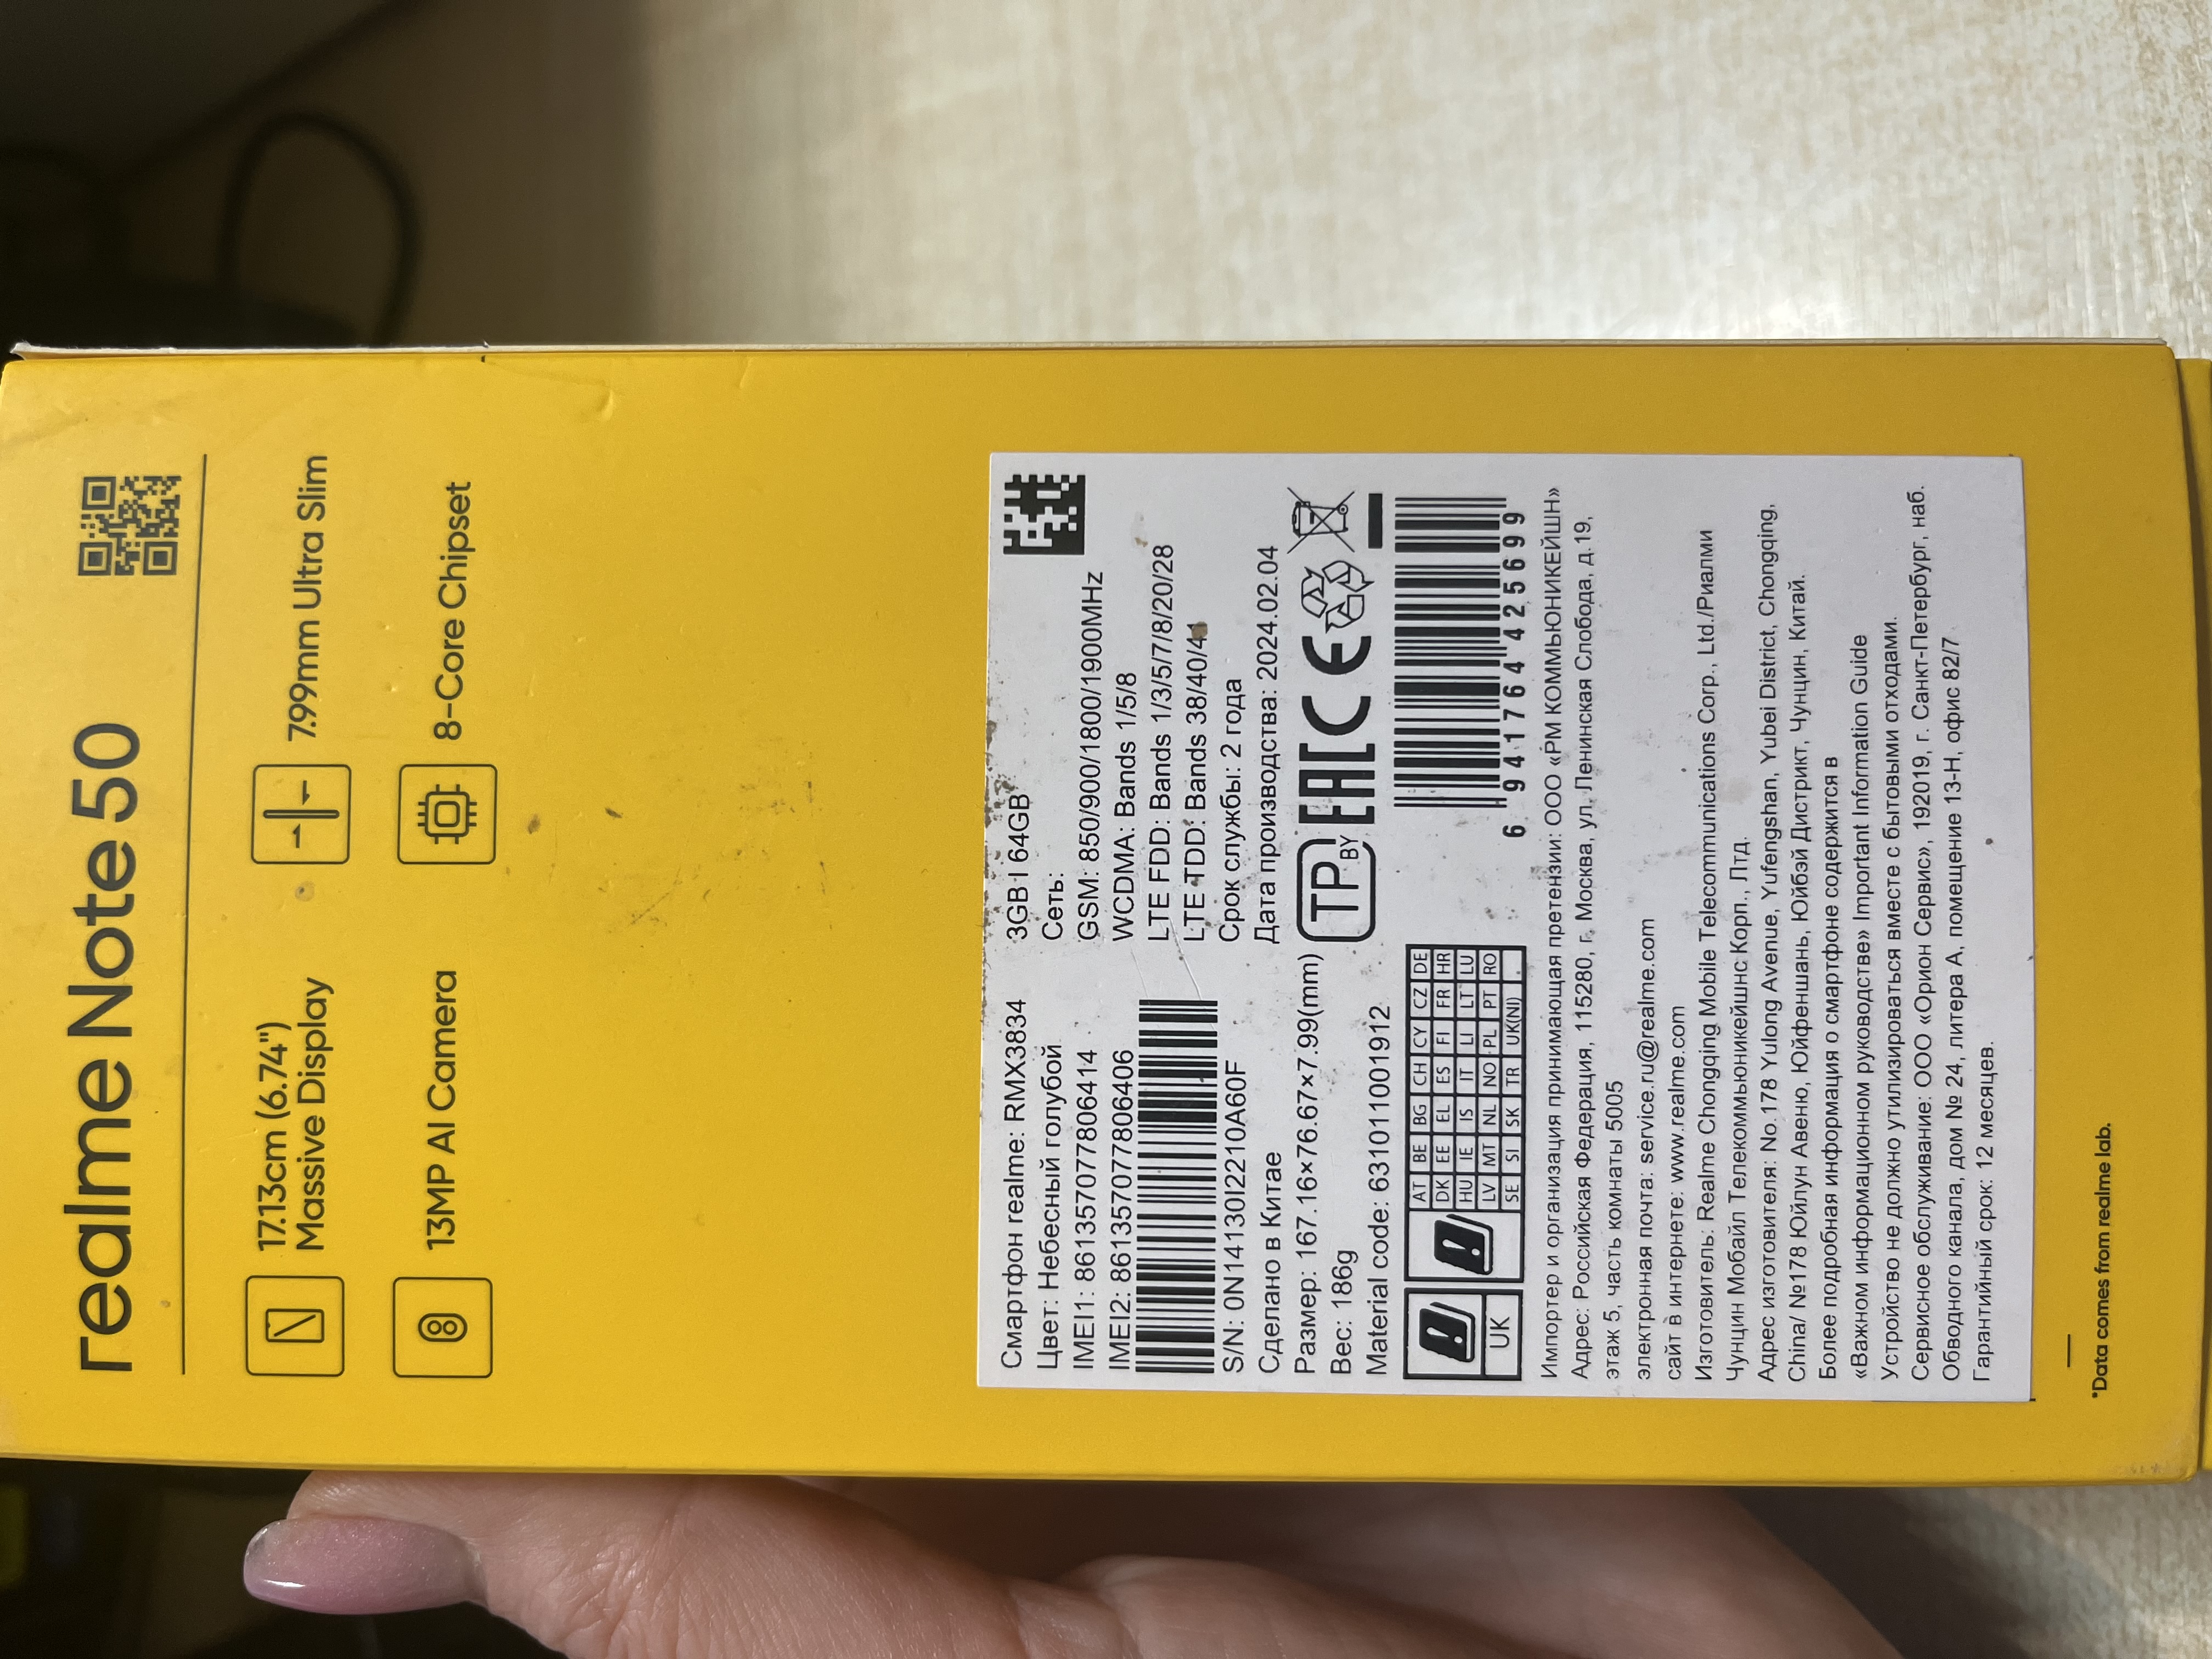 realme Note 50
17.13cm (6.74")
Massive Display
7.99mm Ultra Slim
13MP AI Camera
8-Core Chipset
Смартфон realme: RMX3834
Цвет: Небесный голубой
IMEI1: 861357077806414
IMEI2: 861357077806406
S/N: 0N14130I2210A60F
Сделано в Китае
Размер: 167.16×76.67×7.99(mm)
Вес: 186g
Material code: 631011001912
3GB I 64GB
Сеть:
GSM: 850/900/1800/1900MHz
WCDMA: Bands 1/5/8
LTE FDD: Bands 1/3/5/7/8/20/28
LTE TDD: Bands 38/40/41
Срок службы: 2 года
Дата производства: 2024.02.04
TP BY EAC CE
UK
AT BE BG CH CY CZ DE
DK EE EL ES FI FR HR
HU IE IS IT LI LT LU
LV MT NL NO PL PT RO
SE SI SK TR UK(NI)
6 941764 425699
Импортер и организация принимающая претензии: ООО «РМ КОММЬЮНИКЕЙШН»
Адрес: Российская Федерация, 115280, г. Москва, ул. Ленинская Слобода, д.19,
этаж 5, часть комнаты 5005
электронная почта: service.ru@realme.com
сайт в интернете: www.realme.com
Изготовитель: Realme Chongqing Mobile Telecommunications Corp., Ltd./Риалми
Чунцин Мобайл Телекоммьюникейшнс Корп., Лтд.
Адрес изготовителя: No.178 Yulong Avenue, Yufengshan, Yubei District, Chongqing,
China/ №178 Юйлун Авеню, Юйфеншань, Юйбэй Дистрикт, Чунцин, Китай.
Более подробная информация о смартфоне содержится в
«Важном информационном руководстве» Important Information Guide
Устройство не должно утилизироваться вместе с бытовыми отходами.
Сервисное обслуживание: ООО «Орион Сервис», 192019, г. Санкт-Петербург, наб.
Обводного канала, дом № 24, литера А, помещение 13-Н, офис 82/7
Гарантийный срок: 12 месяцев.
*Data comes from realme lab.